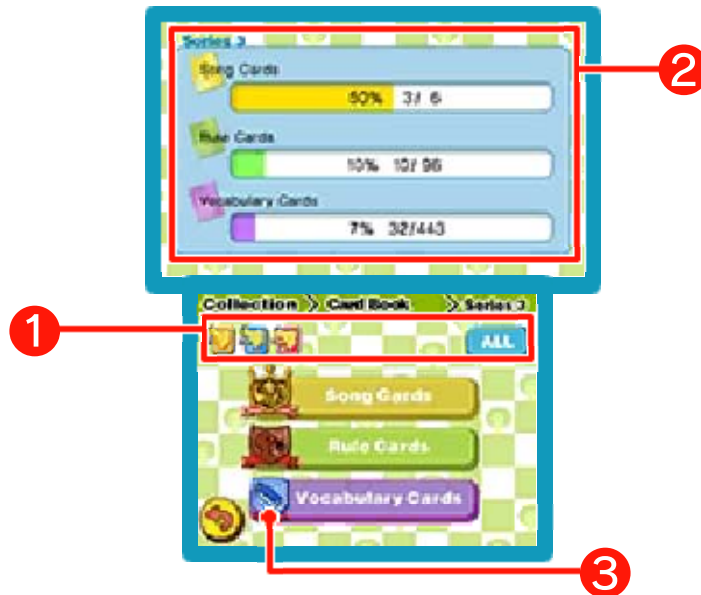 Series 3
Song Cards
50% 3/ 6
Rule Cards
10% 10/ 96
Vocabulary Cards
7% 32/443
2
Collection > Card Book > Series 3
1
ALL
Song Cards
Rule Cards
Vocabulary Cards
3